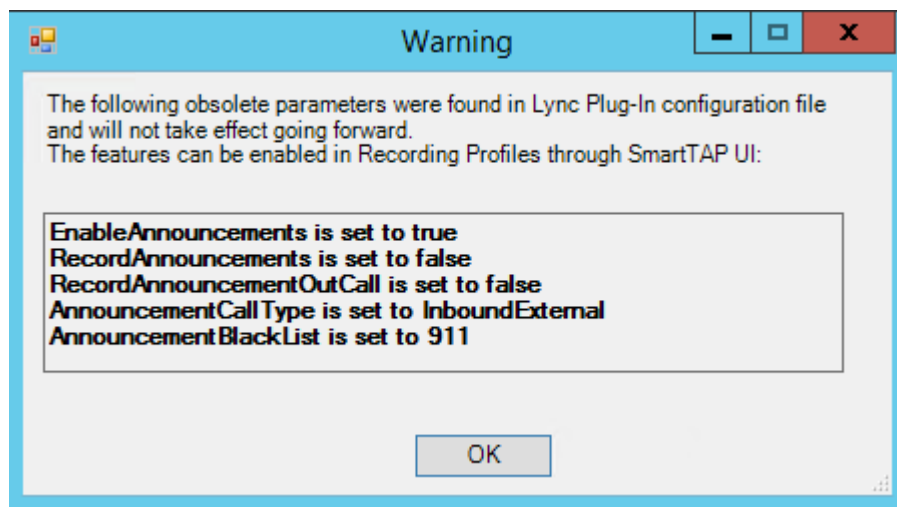 Warning
The following obsolete parameters were found in Lync Plug-In configuration file
and will not take effect going forward.
The features can be enabled in Recording Profiles through SmartTAP UI:
EnableAnnouncements is set to true
RecordAnnouncements is set to false
RecordAnnouncementOutCall is set to false
AnnouncementCallType is set to InboundExternal
AnnouncementBlackList is set to 911
OK